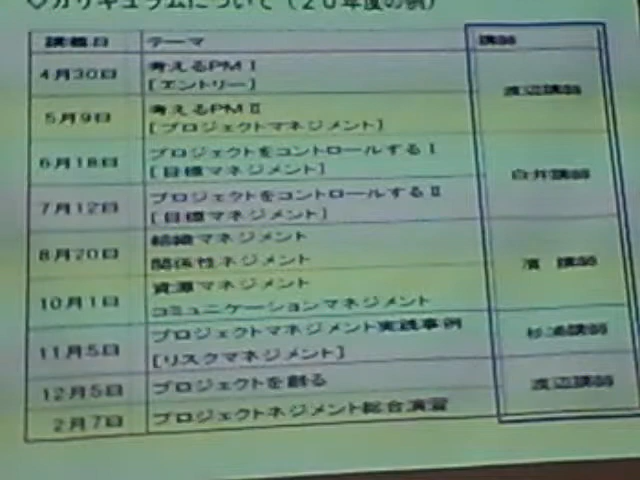 ◇カリキュラムについて（２０年度の例）
講義日 テーマ 講師
4月30日 考えるPMⅠ
[エントリー]
渡辺講師
5月9日 考えるPMⅡ
[プロジェクトマネジメント]
6月18日 プロジェクトをコントロールするⅠ
[目標マネジメント]
白井講師
7月12日 プロジェクトをコントロールするⅡ
[目標マネジメント]
8月20日 組織マネジメント
関係性ネジメント
濱 講師
10月1日 資源マネジメント
コミュニケーションマネジメント
11月5日 プロジェクトマネジメント実践事例
[リスクマネジメント]
杉浦講師
12月5日 プロジェクトを創る
渡辺講師
2月7日 プロジェクトネジメント総合演習